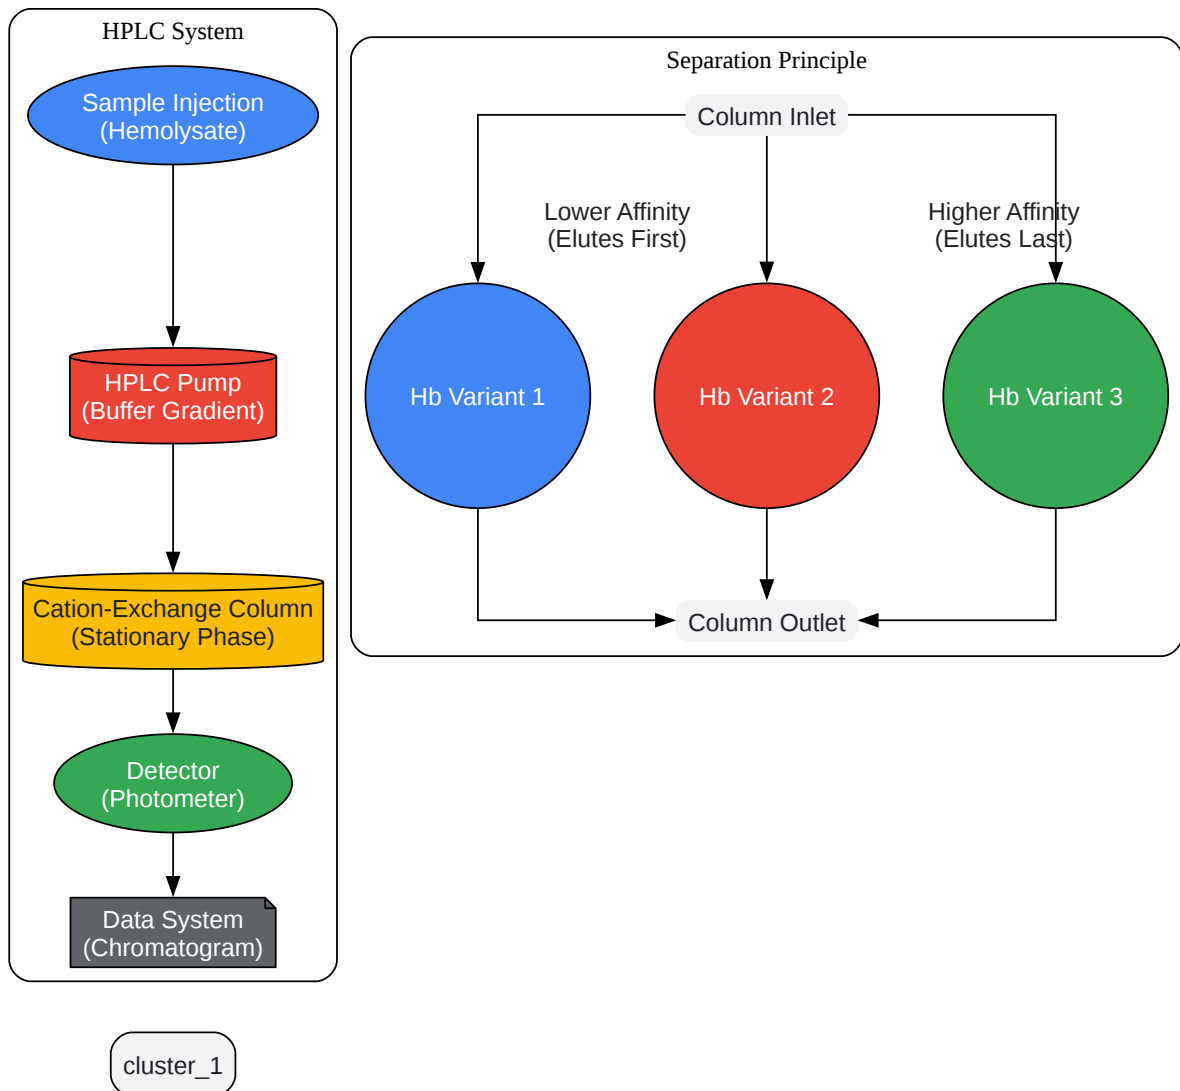 HPLC System
Sample Injection
(Hemolysate)
HPLC Pump
(Buffer Gradient)
Cation-Exchange Column
(Stationary Phase)
Detector
(Photometer)
Data System
(Chromatogram)
Separation Principle
Column Inlet
Lower Affinity
(Elutes First)
Higher Affinity
(Elutes Last)
Hb Variant 1
Hb Variant 2
Hb Variant 3
Column Outlet
cluster_1